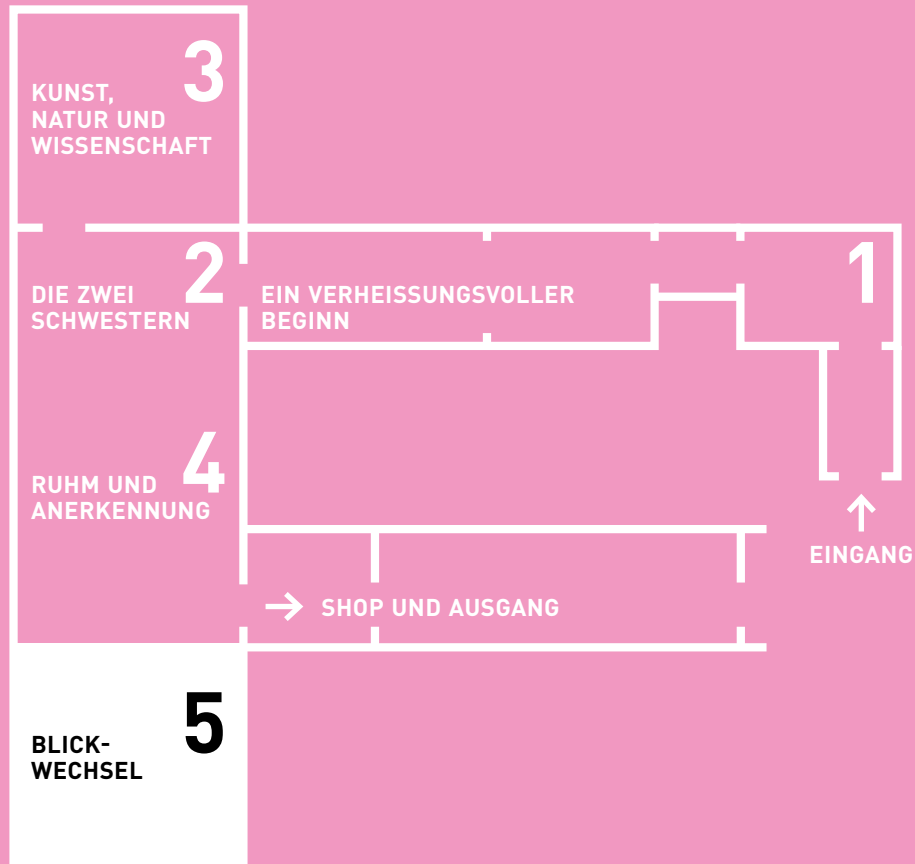 3
KUNST,
NATUR UND
WISSENSCHAFT
2
DIE ZWEI
SCHWESTERN
EIN VERHEISSUNGSVOLLER
BEGINN
1
4
RUHM UND
ANERKENNUNG
EINGANG
SHOP UND AUSGANG
5
BLICK-
WECHSEL